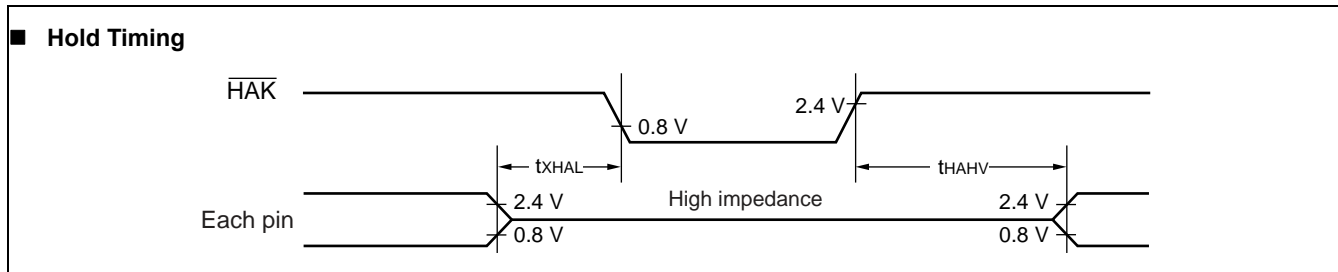 ■ Hold Timing
HAK
2.4 V
0.8 V
tXHAL
tHAHV
Each pin
2.4 V
High impedance
2.4 V
0.8 V
0.8 V